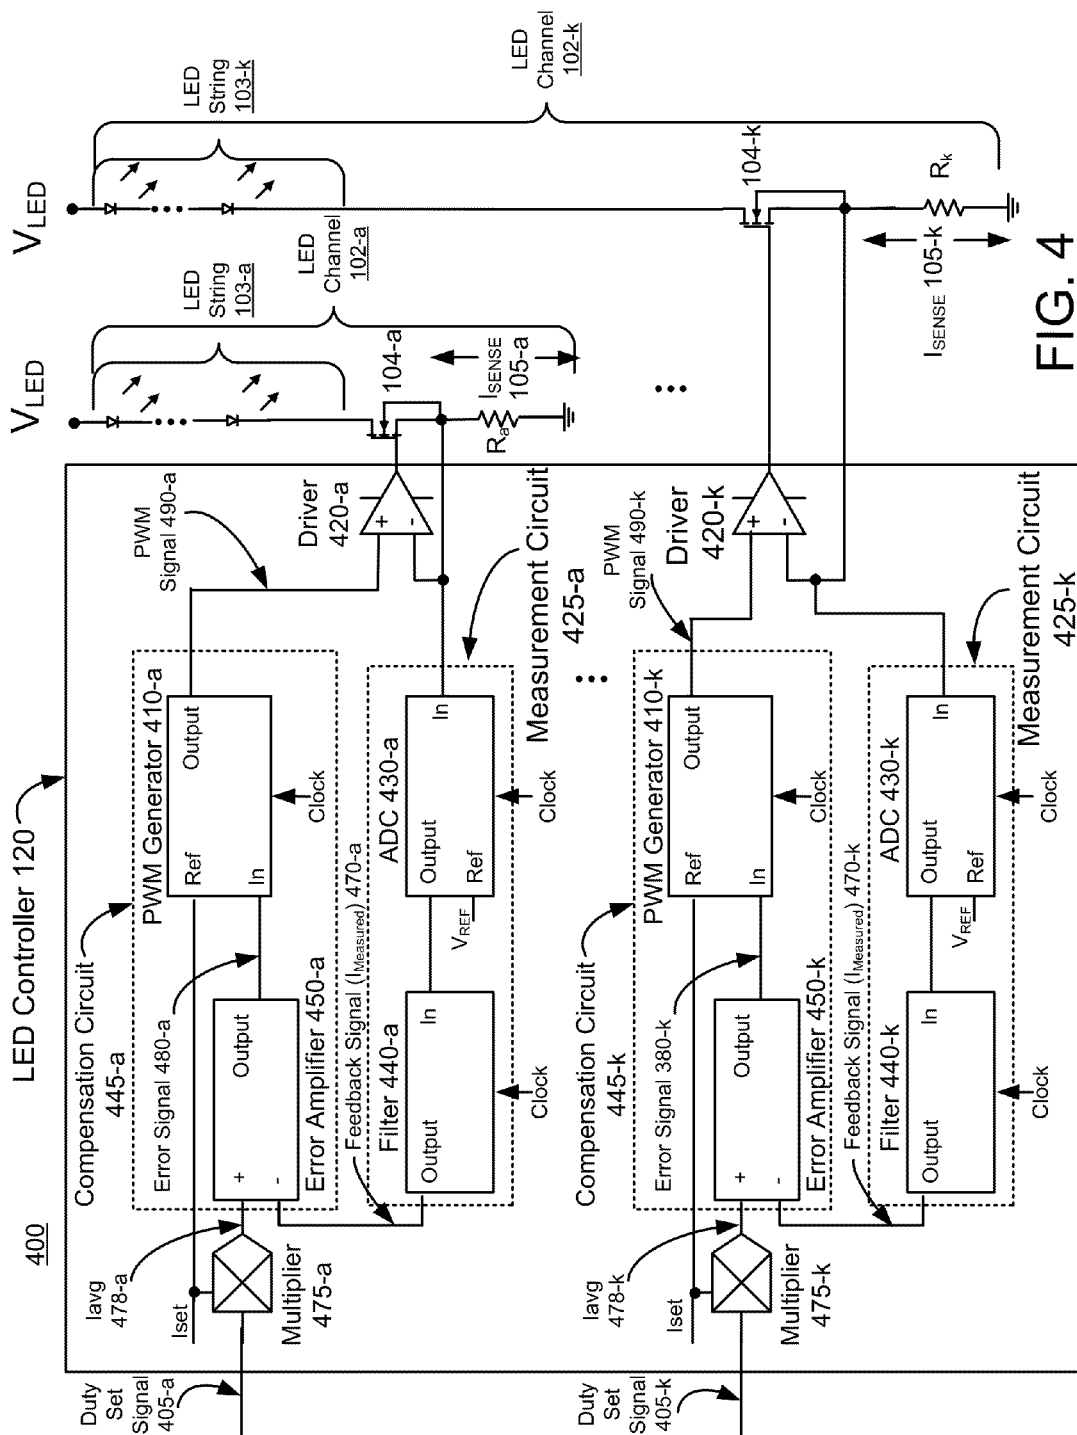 400
LED Controller 120
Compensation Circuit
445-a
PWM Generator 410-a
Error Signal 480-a
Iavg
478-a
Iset
Duty
Set
Signal
405-a
Multiplier
475-a
+
-
Output
Error Amplifier 450-a
Ref
In
Output
Clock
PWM
Signal 490-a
Driver
420-a
+
-
Feedback Signal (IMeasured) 470-a
Filter 440-a
Output
In
Clock
VREF
ADC 430-a
Output
Ref
In
Clock
Measurement Circuit
425-a
VLED
LED
String
103-a
LED
Channel
102-a
104-a
ISENSE
105-a
Ra
Compensation Circuit
445-k
PWM Generator 410-k
Error Signal 380-k
Iavg
478-k
Iset
Duty
Set
Signal
405-k
Multiplier
475-k
+
-
Output
Error Amplifier 450-k
Ref
In
Output
Clock
PWM
Signal 490-k
Driver
420-k
+
-
Feedback Signal (IMeasured) 470-k
Filter 440-k
Output
In
Clock
VREF
ADC 430-k
Output
Ref
In
Clock
Measurement Circuit
425-k
VLED
LED
String
103-k
LED
Channel
102-k
104-k
Rk
ISENSE 105-k
FIG. 4